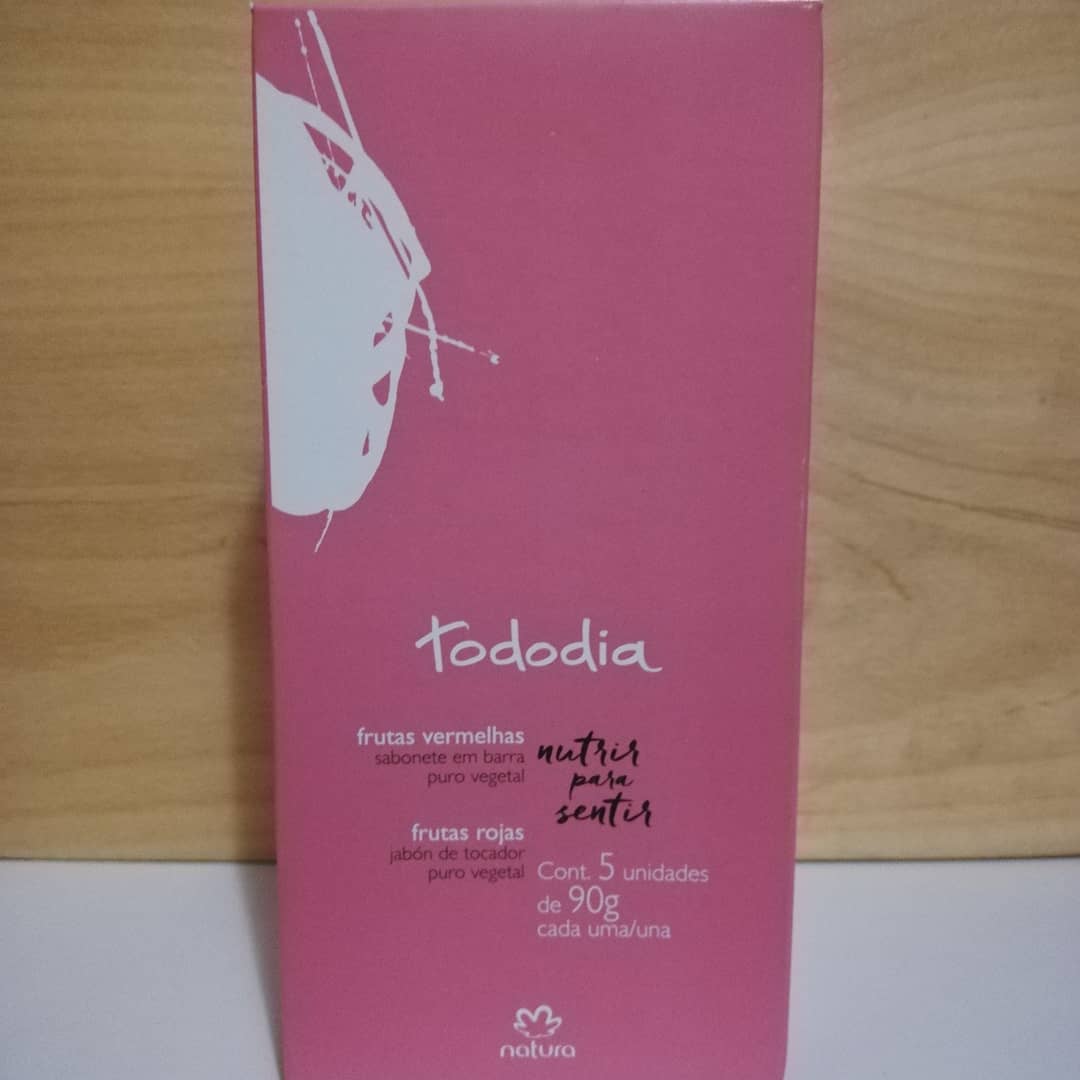 Tododia
frutas vermelhas
sabonete em barra
puro vegetal
frutas rojas
jabón de tocador
puro vegetal
nutrir
para
sentir
Cont. 5 unidades
de 90g
cada uma/una
natura